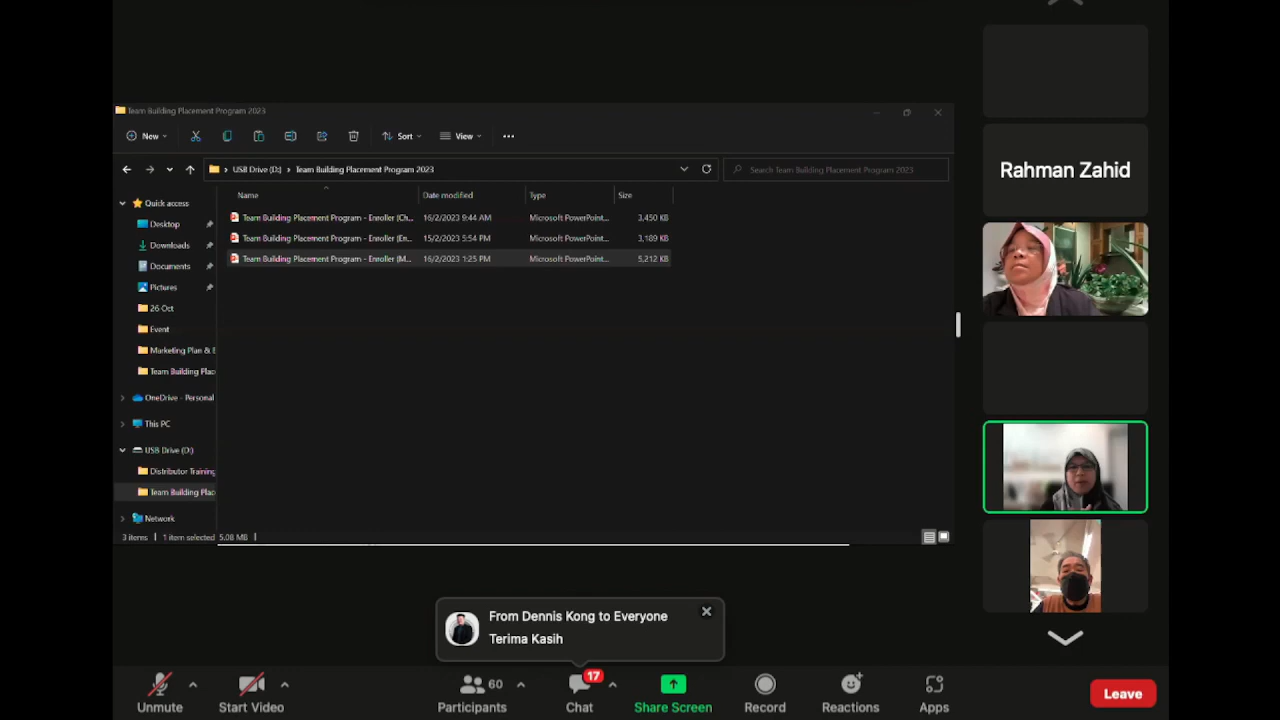 Team Building Placement Program 2023
New
Sort
View
USB Drive (D:) > Team Building Placement Program 2023
Search Team Building Placement Program 2023
Name Date modified Type Size
Quick access
Desktop
Downloads
Documents
Pictures
26 Oct
Event
Marketing Plan & E
Team Building Plac
OneDrive - Personal
This PC
USB Drive (D:)
Distributor Training
Team Building Plac
Network
Team Building Placement Program - Enroller (Ch... 16/2/2023 9:44 AM Microsoft PowerPoint... 3,450 KB
Team Building Placement Program - Enroller (En... 15/2/2023 5:54 PM Microsoft PowerPoint... 3,189 KB
Team Building Placement Program - Enroller (M... 16/2/2023 1:25 PM Microsoft PowerPoint... 5,212 KB
3 items 1 item selected 5.08 MB
Rahman Zahid
From Dennis Kong to Everyone
Terima Kasih
Unmute
Start Video
60
Participants
17
Chat
Share Screen
Record
Reactions
Apps
Leave